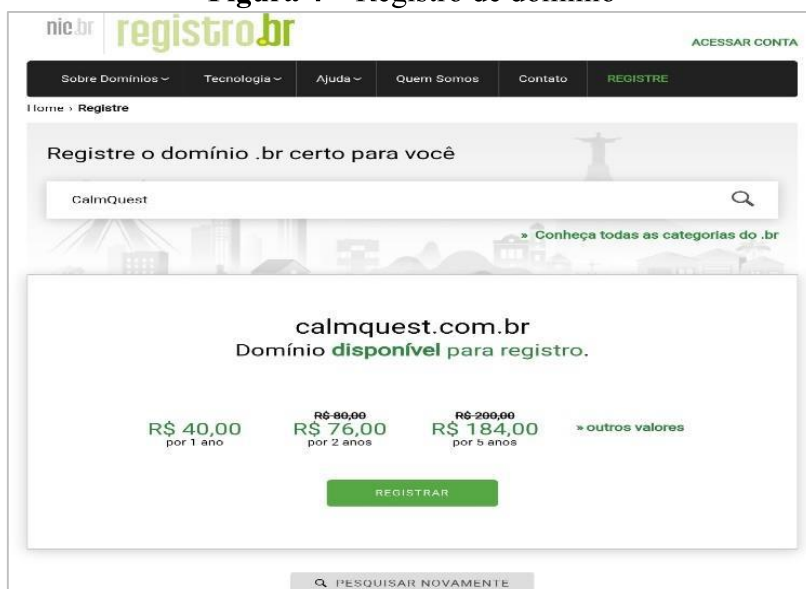 Registro de domínio
nic.br registro.br
ACESSAR CONTA
Sobre Domínios Tecnologia Ajuda Quem Somos Contato REGISTRE
Home › Registre
Registre o domínio .br certo para você
CalmQuest
» Conheça todas as categorias do .br
calmquest.com.br
Domínio disponível para registro.
R$ 80,00 R$ 200,00
R$ 40,00 R$ 76,00 R$ 184,00 » outros valores
por 1 ano por 2 anos por 5 anos
REGISTRAR
PESQUISAR NOVAMENTE